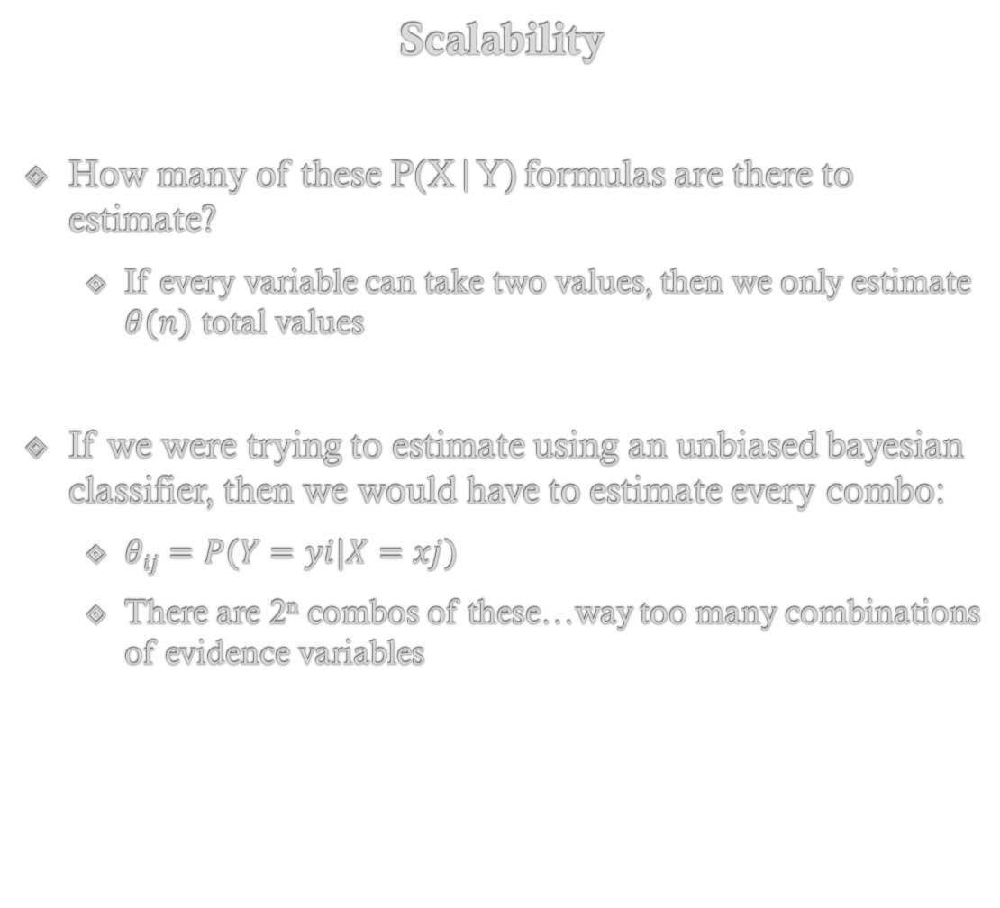 Scalability
How many of these P(X|Y) formulas are there to
estimate?
If every variable can take two values, then we only estimate
θ(n) total values
If we were trying to estimate using an unbiased bayesian
classifier, then we would have to estimate every combo:
θᵢⱼ = P(Y = yi|X = xj)
There are 2ⁿ combos of these…way too many combinations
of evidence variables